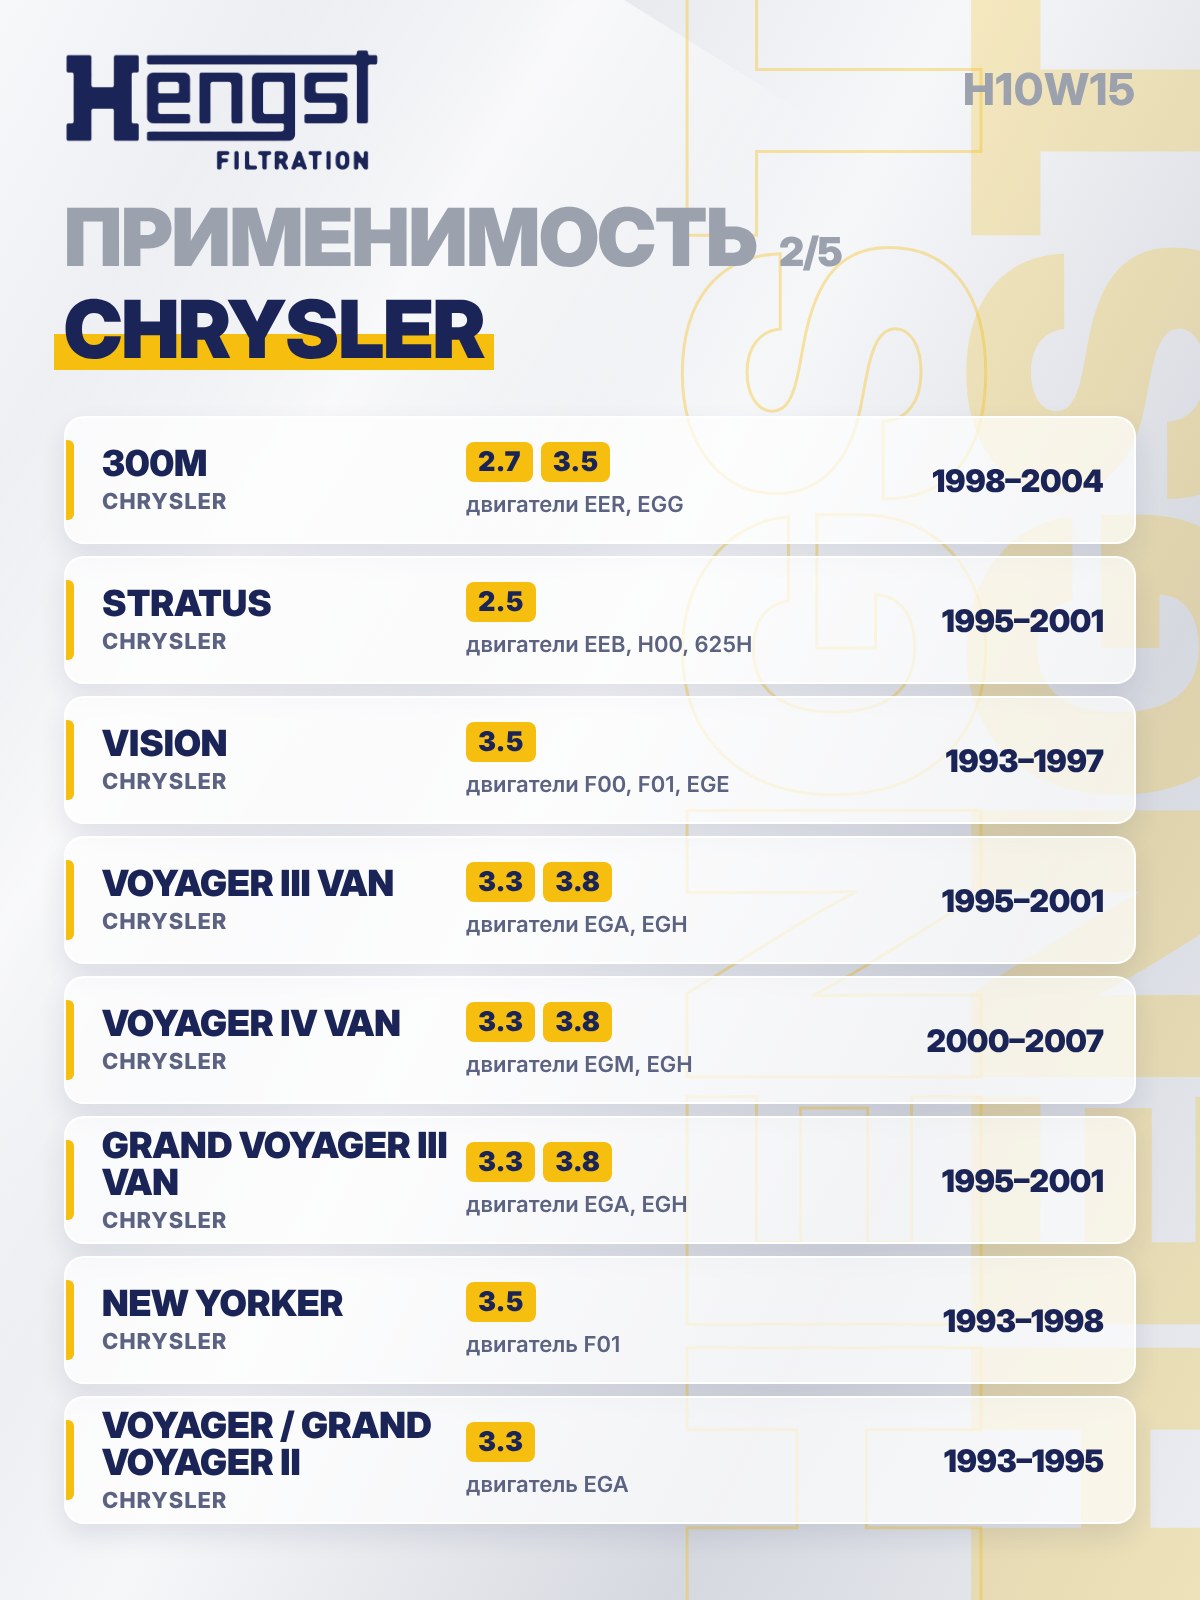 Hengst
FILTRATION
H10W15
ПРИМЕНИМОСТЬ 2/5
CHRYSLER
300M
CHRYSLER
2.7 3.5
двигатели EER, EGG
1998–2004
STRATUS
CHRYSLER
2.5
двигатели EEB, H00, 625H
1995–2001
VISION
CHRYSLER
3.5
двигатели F00, F01, EGE
1993–1997
VOYAGER III VAN
CHRYSLER
3.3 3.8
двигатели EGA, EGH
1995–2001
VOYAGER IV VAN
CHRYSLER
3.3 3.8
двигатели EGM, EGH
2000–2007
GRAND VOYAGER III
VAN
CHRYSLER
3.3 3.8
двигатели EGA, EGH
1995–2001
NEW YORKER
CHRYSLER
3.5
двигатель F01
1993–1998
VOYAGER / GRAND
VOYAGER II
CHRYSLER
3.3
двигатель EGA
1993–1995
HENGST
HENGST